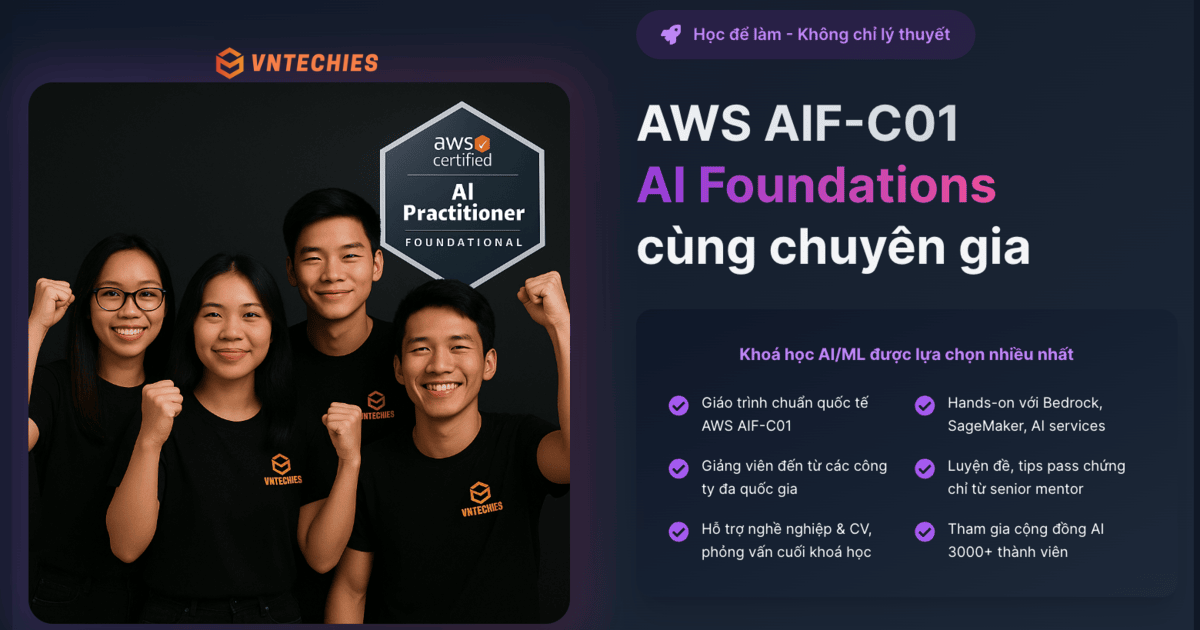 VNTECHIES
aws
certified
AI
Practitioner
FOUNDATIONAL
VNTECHIES
VNTECHIES
VNTECHIES
Học để làm - Không chỉ lý thuyết
AWS AIF-C01
AI Foundations
cùng chuyên gia
Khoá học AI/ML được lựa chọn nhiều nhất
Giáo trình chuẩn quốc tế
AWS AIF-C01
Giảng viên đến từ các công
ty đa quốc gia
Hỗ trợ nghề nghiệp & CV,
phỏng vấn cuối khoá học
Hands-on với Bedrock,
SageMaker, AI services
Luyện đề, tips pass chứng
chỉ từ senior mentor
Tham gia cộng đồng AI
3000+ thành viên